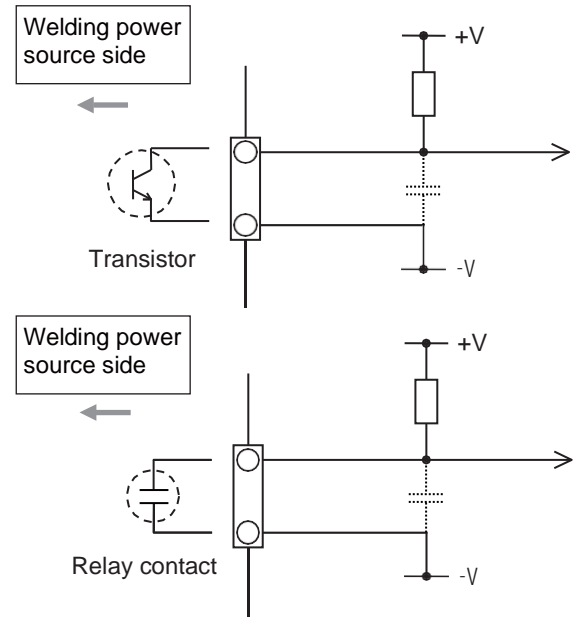 Welding power
source side
+V
Transistor
-V
Welding power
source side
+V
Relay contact
-V